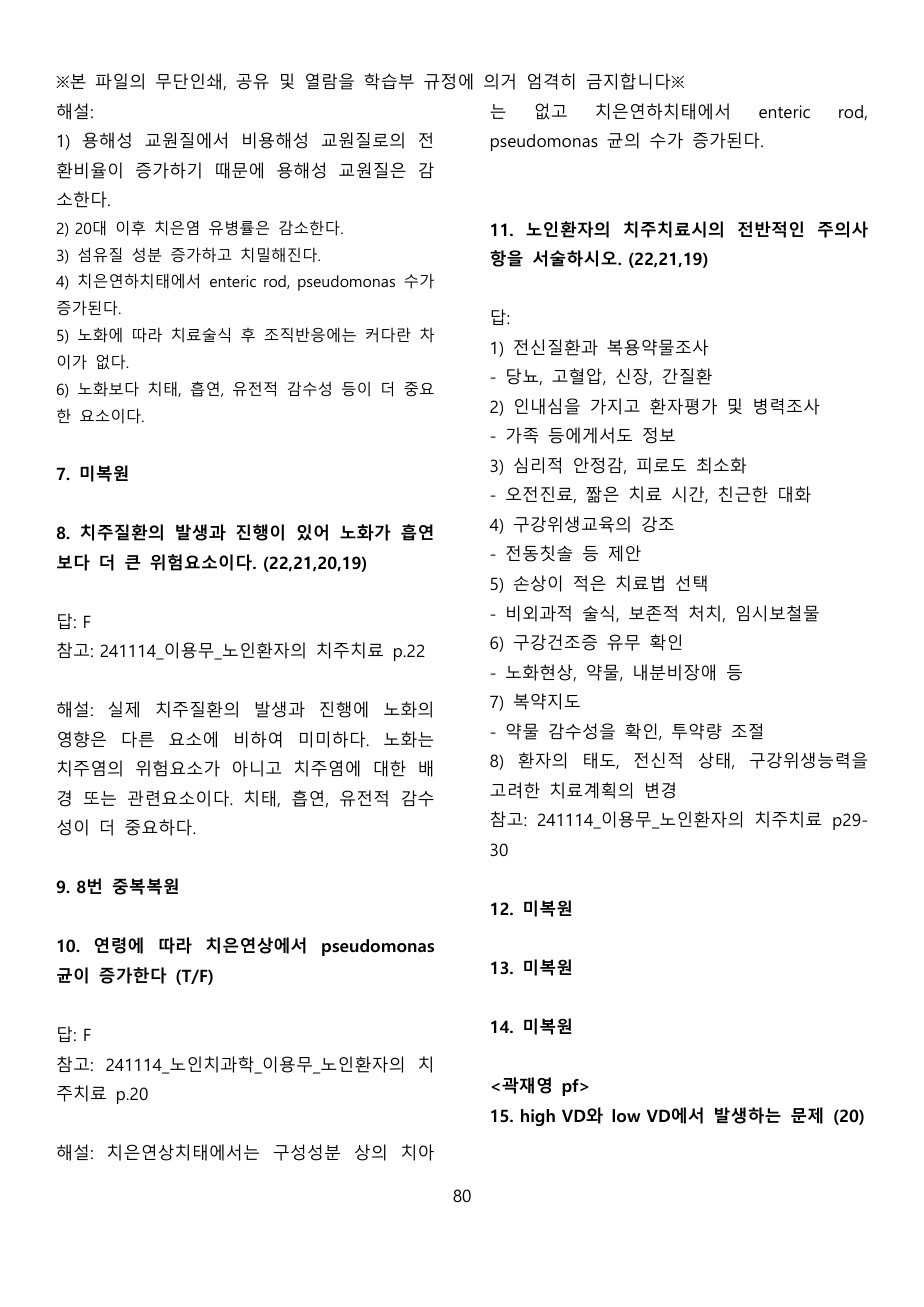 ※본 파일의 무단인쇄, 공유 및 열람을 학습부 규정에 의거 엄격히 금지합니다※
해설:
1) 용해성 교원질에서 비용해성 교원질로의 전
환비율이 증가하기 때문에 용해성 교원질은 감
소한다.
2) 20대 이후 치은염 유병률은 감소한다.
3) 섬유질 성분 증가하고 치밀해진다.
4) 치은연하치태에서 enteric rod, pseudomonas 수가
증가된다.
5) 노화에 따라 치료술식 후 조직반응에는 커다란 차
이가 없다.
6) 노화보다 치태, 흡연, 유전적 감수성 등이 더 중요
한 요소이다.
7. 미복원
8. 치주질환의 발생과 진행이 있어 노화가 흡연
보다 더 큰 위험요소이다. (22,21,20,19)
답: F
참고: 241114_이용무_노인환자의 치주치료 p.22
해설: 실제 치주질환의 발생과 진행에 노화의
영향은 다른 요소에 비하여 미미하다. 노화는
치주염의 위험요소가 아니고 치주염에 대한 배
경 또는 관련요소이다. 치태, 흡연, 유전적 감수
성이 더 중요하다.
9. 8번 중복복원
10. 연령에 따라 치은연상에서 pseudomonas
균이 증가한다 (T/F)
답: F
참고: 241114_노인치과학_이용무_노인환자의 치
주치료 p.20
해설: 치은연상치태에서는 구성성분 상의 치아
는 없고 치은연하치태에서 enteric rod,
pseudomonas 균의 수가 증가된다.
11. 노인환자의 치주치료시의 전반적인 주의사
항을 서술하시오. (22,21,19)
답:
1) 전신질환과 복용약물조사
- 당뇨, 고혈압, 신장, 간질환
2) 인내심을 가지고 환자평가 및 병력조사
- 가족 등에게서도 정보
3) 심리적 안정감, 피로도 최소화
- 오전진료, 짧은 치료 시간, 친근한 대화
4) 구강위생교육의 강조
- 전동칫솔 등 제안
5) 손상이 적은 치료법 선택
- 비외과적 술식, 보존적 처치, 임시보철물
6) 구강건조증 유무 확인
- 노화현상, 약물, 내분비장애 등
7) 복약지도
- 약물 감수성을 확인, 투약량 조절
8) 환자의 태도, 전신적 상태, 구강위생능력을
고려한 치료계획의 변경
참고: 241114_이용무_노인환자의 치주치료 p29-
30
12. 미복원
13. 미복원
14. 미복원
<곽재영 pf>
15. high VD와 low VD에서 발생하는 문제 (20)
80